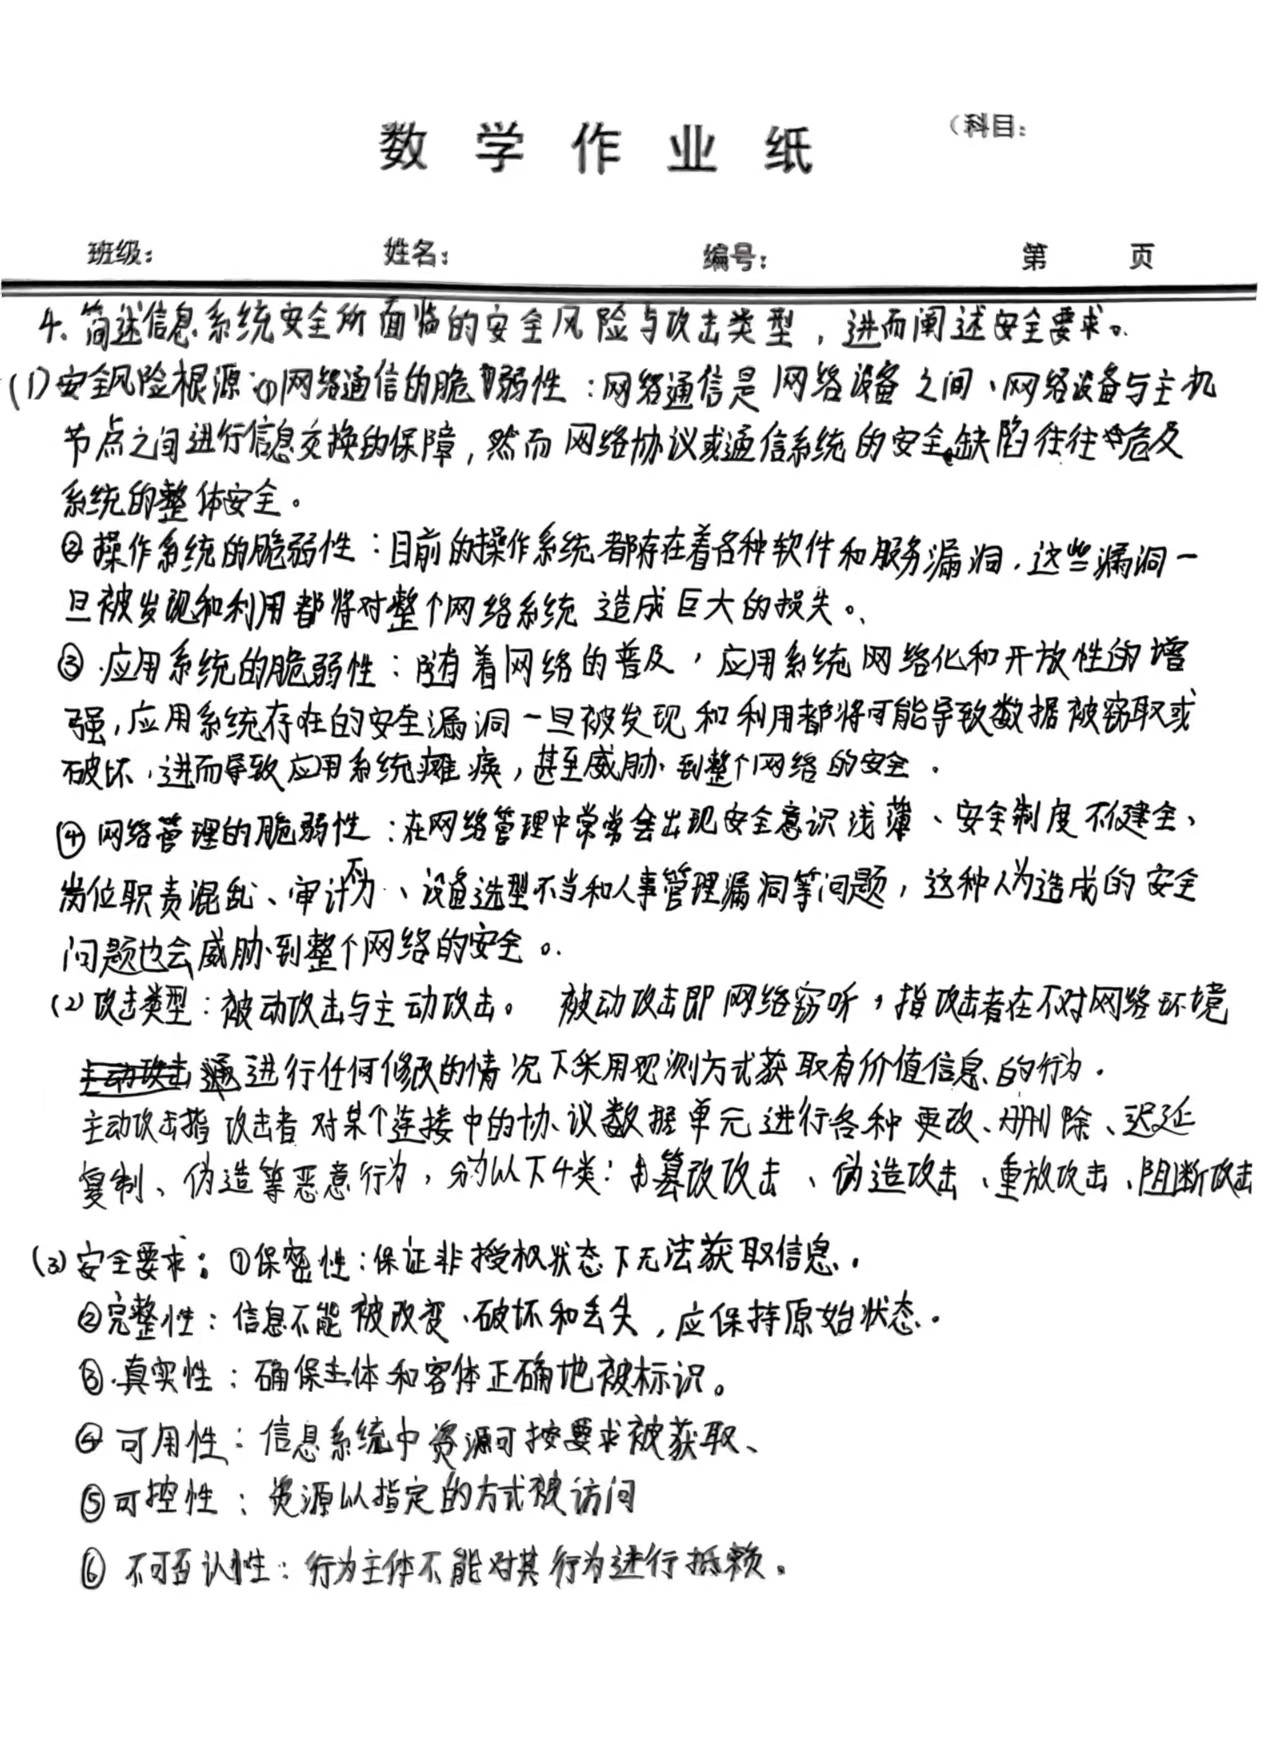 数学作业纸
（科目：
班级： 姓名： 编号： 第 页
4、简述信息系统安全所面临的安全风险与攻击类型，进而阐述安全要求。
(1)安全风险根源：①网络通信的脆弱性：网络通信是网络设备之间、网络设备与主机
节点之间进行信息交换的保障，然而网络协议或通信系统的安全缺陷往往危及
系统的整体安全。
②操作系统的脆弱性：目前的操作系统都存在着各种软件和服务漏洞，这些漏洞一
旦被发现和利用都将对整个网络系统造成巨大的损失。
③应用系统的脆弱性：随着网络的普及，应用系统网络化和开放性的增
强，应用系统存在的安全漏洞一旦被发现和利用都将可能导致数据被窃取或
破坏，进而导致应用系统瘫痪，甚至威胁到整个网络的安全．
④网络管理的脆弱性：在网络管理中常常会出现安全意识浅薄、安全制度不健全、
岗位职责混乱、审计不力、设备选型不当和人事管理漏洞等问题，这种人为造成的安全
问题也会威胁到整个网络的安全。
(2)攻击类型：被动攻击与主动攻击。 被动攻击即网络窃听，指攻击者在不对网络环境
进行任何修改的情况下采用观测方式获取有价值信息的行为．
主动攻击指攻击者对某个连接中的协议数据单元进行各种更改、删除、迟延
复制、伪造等恶意行为，分为以下4类：篡改攻击、伪造攻击、重放攻击、阻断攻击
(3)安全要求：①保密性：保证非授权状态下无法获取信息．
②完整性：信息不能被改变、破坏和丢失，应保持原始状态．
③真实性：确保主体和客体正确地被标识。
④可用性：信息系统中资源可按要求被获取、
⑤可控性：资源以指定的方式被访问
⑥不可否认性：行为主体不能对其行为进行抵赖．